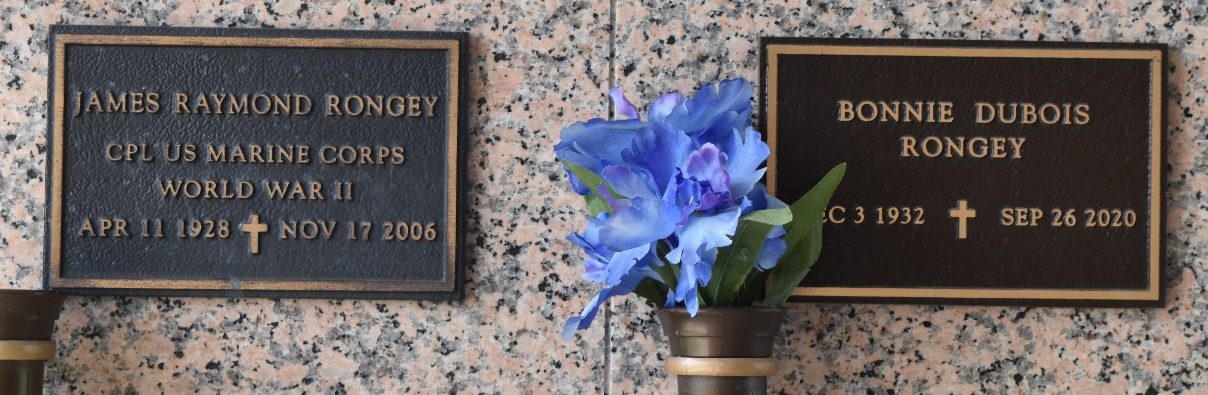 JAMES RAYMOND RONGEY
CPL US MARINE CORPS
WORLD WAR II
APR 11 1928 NOV 17 2006
BONNIE DUBOIS
RONGEY
3 1932 SEP 26 2020